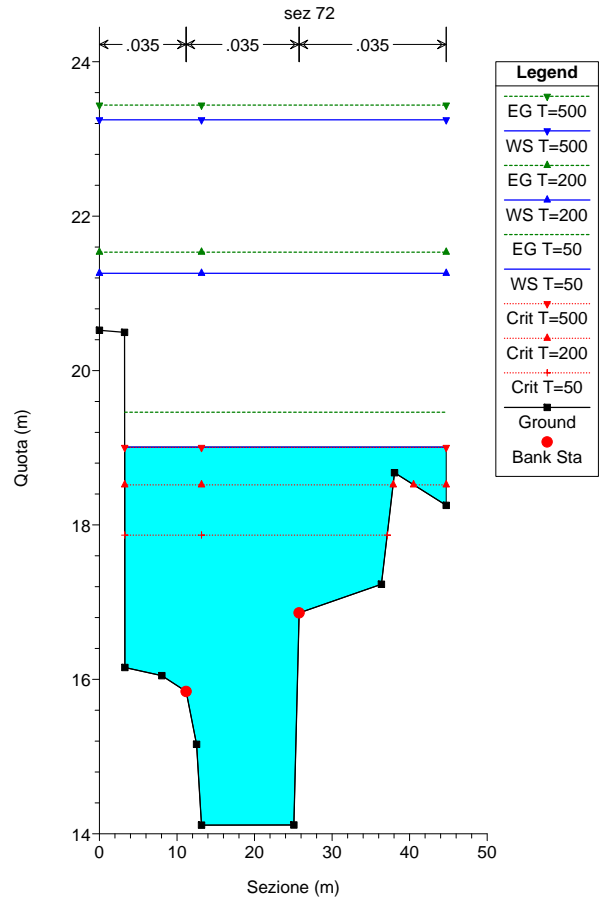 sez 72
.035 .035 .035
24
22
20
18
16
14
Quota (m)
0 10 20 30 40 50
Sezione (m)
Legend
EG T=500
WS T=500
EG T=200
WS T=200
EG T=50
WS T=50
Crit T=500
Crit T=200
Crit T=50
Ground
Bank Sta